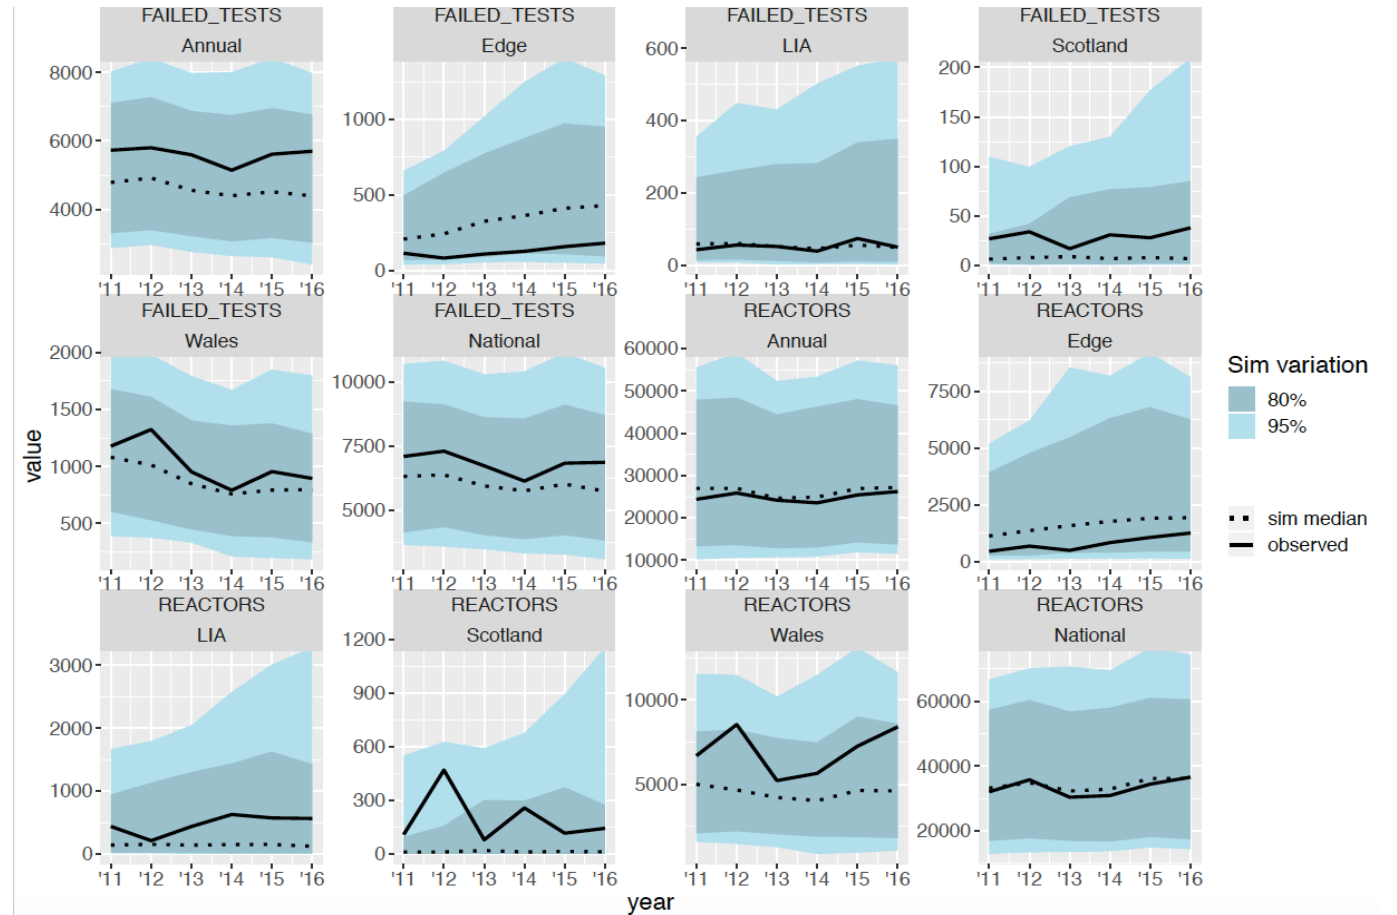 FAILED_TESTS FAILED_TESTS FAILED_TESTS FAILED_TESTS
Annual Edge LIA Scotland
8000 6000 4000
1000 500 0
600 400 200 0
200 150 100 50 0
'11 '12 '13 '14 '15 '16 '11 '12 '13 '14 '15 '16 '11 '12 '13 '14 '15 '16 '11 '12 '13 '14 '15 '16
FAILED_TESTS FAILED_TESTS REACTORS REACTORS
Wales National Annual Edge
2000 1500 1000 500
10000 7500 5000
60000 50000 40000 30000 20000 10000
7500 5000 2500 0
'11 '12 '13 '14 '15 '16 '11 '12 '13 '14 '15 '16 '11 '12 '13 '14 '15 '16 '11 '12 '13 '14 '15 '16
REACTORS REACTORS REACTORS REACTORS
LIA Scotland Wales National
3000 2000 1000 0
1200 900 600 300 0
10000 5000
60000 40000 20000
'11 '12 '13 '14 '15 '16 '11 '12 '13 '14 '15 '16 '11 '12 '13 '14 '15 '16 '11 '12 '13 '14 '15 '16
value
year
Sim variation
80%
95%
sim median
observed